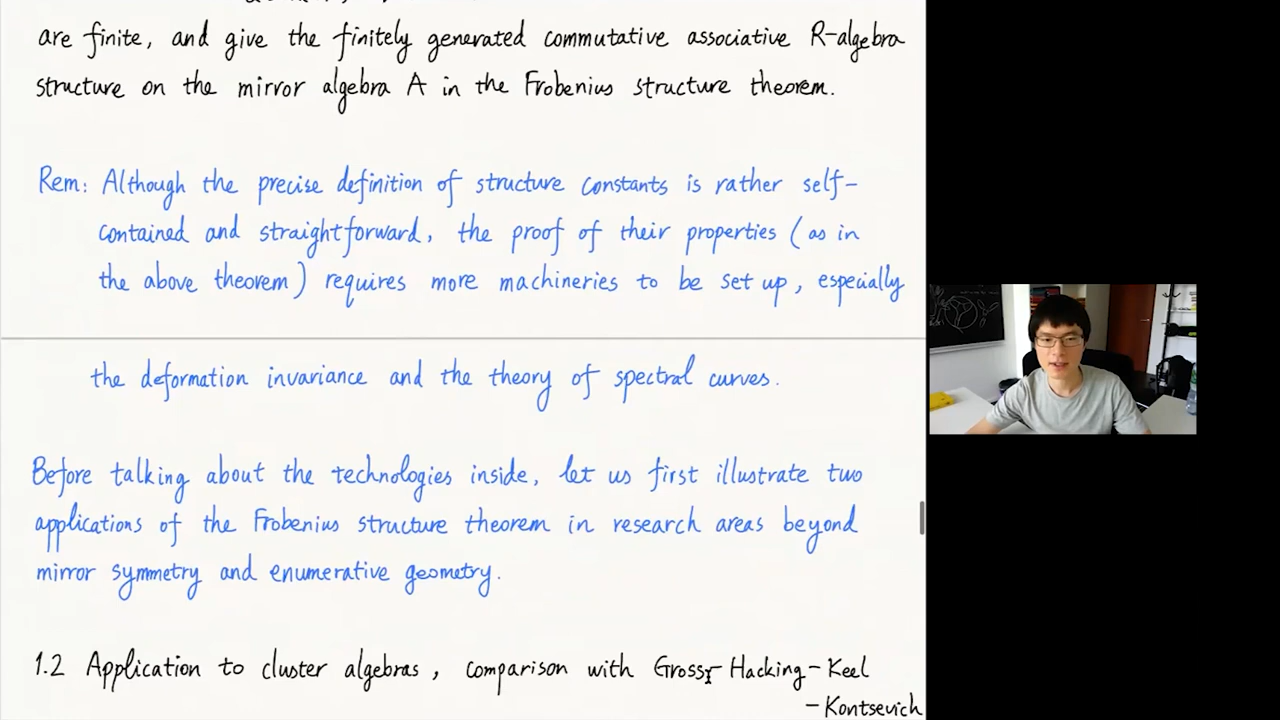 are finite, and give the finitely generated commutative associative R-algebra
structure on the mirror algebra A in the Frobenius structure theorem.
Rem: Although the precise definition of structure constants is rather self-
contained and straightforward, the proof of their properties (as in
the above theorem) requires more machineries to be set up, especially
the deformation invariance and the theory of spectral curves.
Before talking about the technologies inside, let us first illustrate two
applications of the Frobenius structure theorem in research areas beyond
mirror symmetry and enumerative geometry.
1.2 Application to cluster algebras, comparison with Gross-Hacking-Keel
-Kontsevich